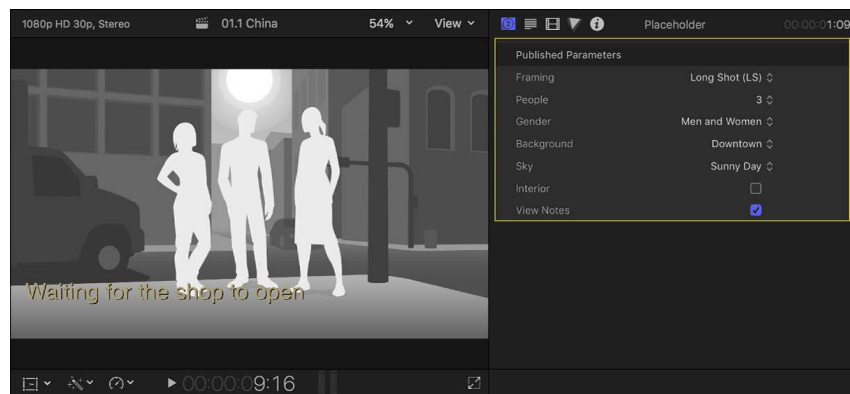 1080p HD 30p, Stereo
01.1 China
54%
View
Placeholder
00:00:01:09
Published Parameters
Framing
Long Shot (LS)
People
3
Gender
Men and Women
Background
Downtown
Sky
Sunny Day
Interior
View Notes
Waiting for the shop to open
00:00:09:16